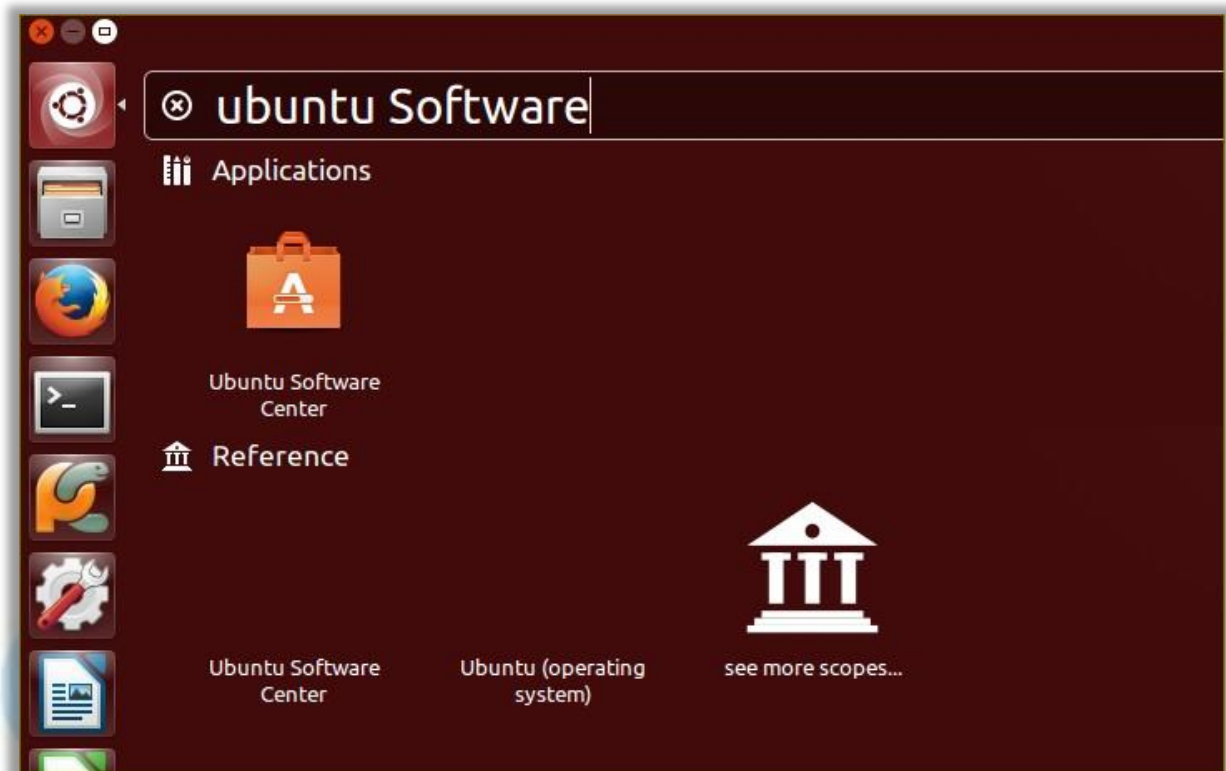 ubuntu Software
Applications
Ubuntu Software
Center
Reference
Ubuntu Software
Center
Ubuntu (operating
system)
see more scopes...